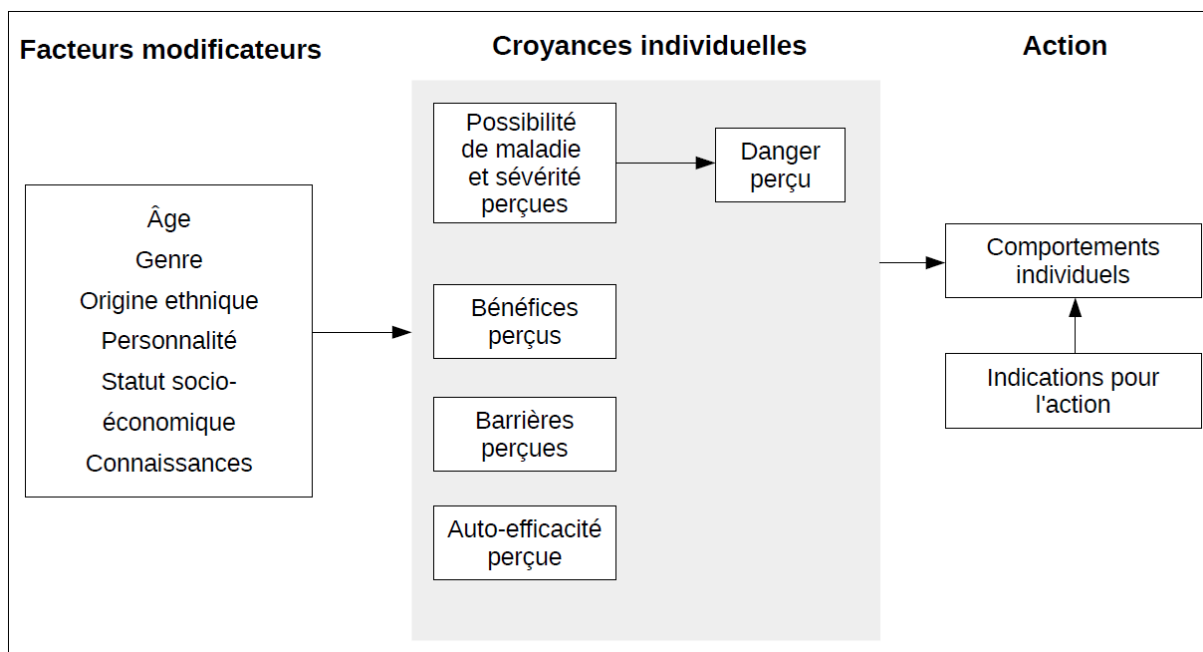 Facteurs modificateurs
Croyances individuelles
Action
Âge
Genre
Origine ethnique
Personnalité
Statut socio-
économique
Connaissances
Possibilité
de maladie
et sévérité
perçues
Danger
perçu
Bénéfices
perçus
Barrières
perçues
Auto-efficacité
perçue
Comportements
individuels
Indications pour
l'action